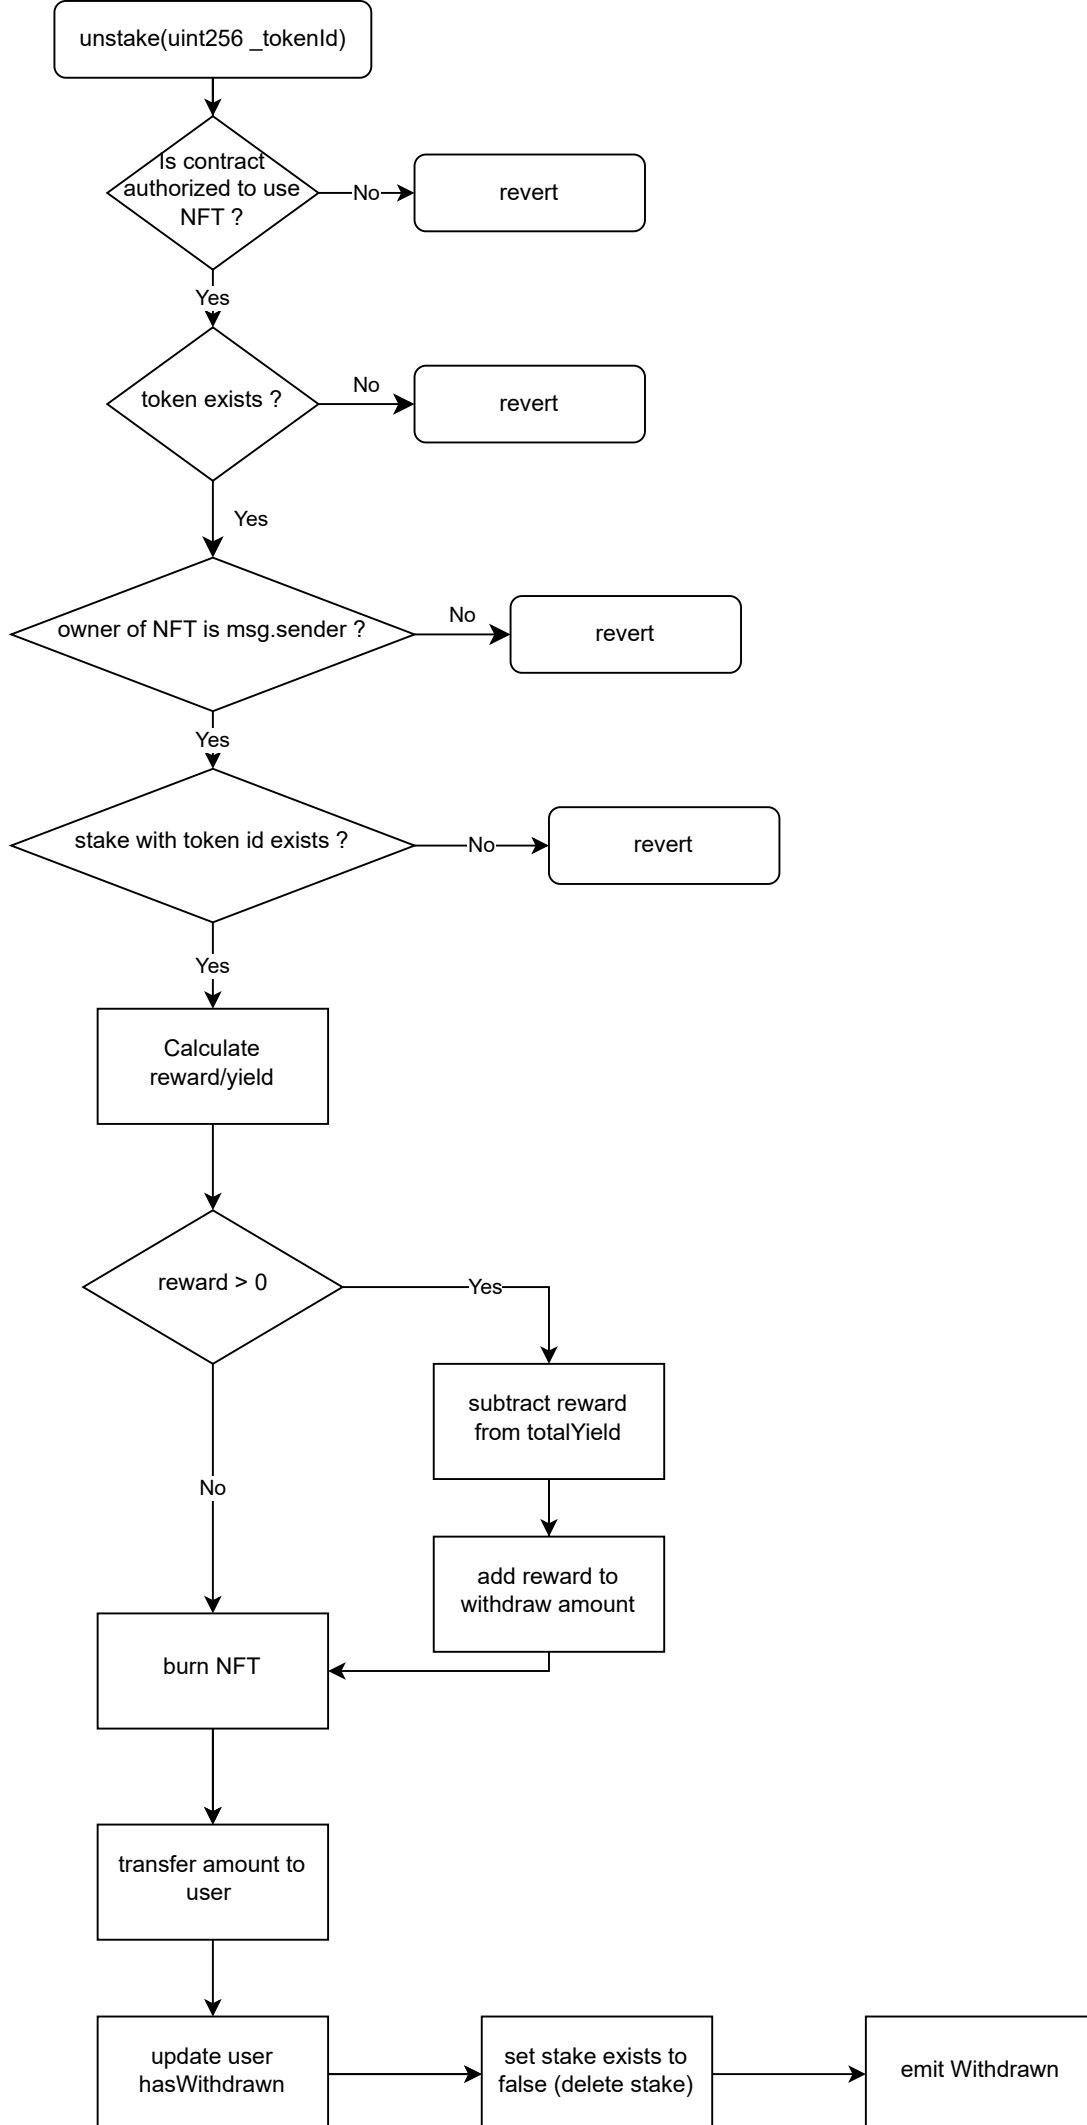 unstake(uint256 _tokenId)
Is contract
authorized to use
NFT ?
No
revert
Yes
token exists ?
No
revert
Yes
owner of NFT is msg.sender ?
No
revert
Yes
stake with token id exists ?
No
revert
Yes
Calculate
reward/yield
reward > 0
Yes
subtract reward
from totalYield
No
add reward to
withdraw amount
burn NFT
transfer amount to
user
update user
hasWithdrawn
set stake exists to
false (delete stake)
emit Withdrawn